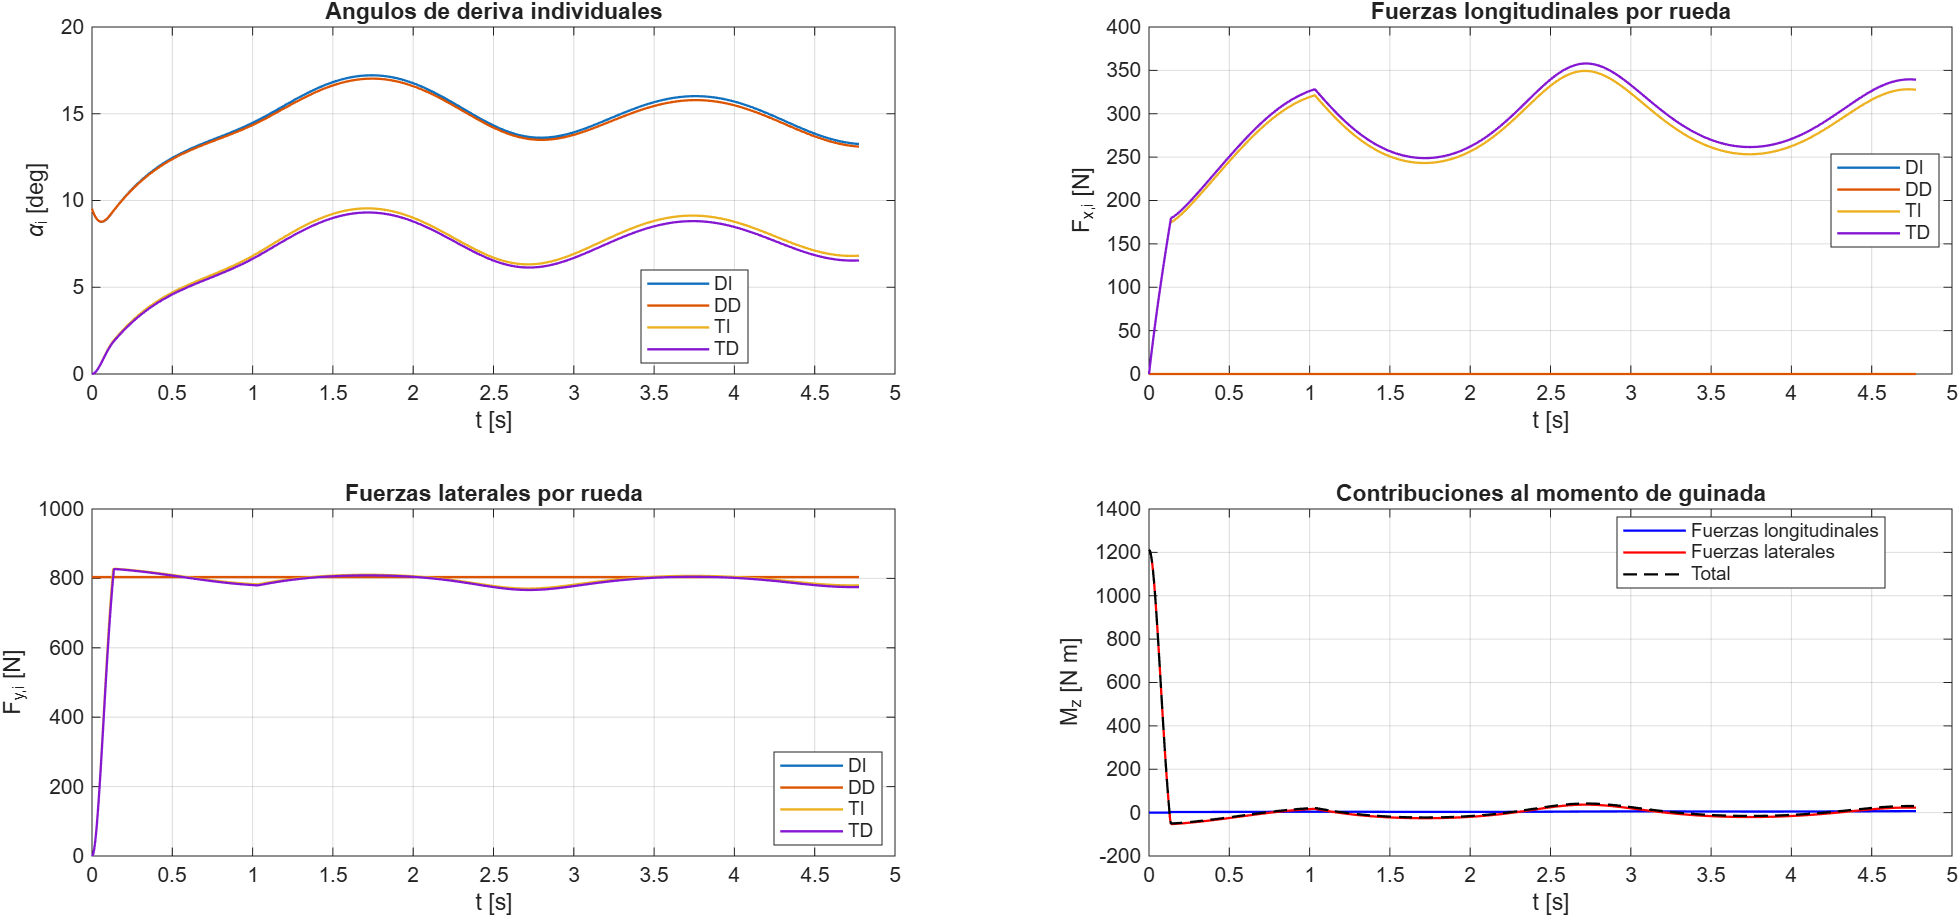 Angulos de deriva individuales
20
15
10
5
0
0 0.5 1 1.5 2 2.5 3 3.5 4 4.5 5
αi [deg]
t [s]
DI
DD
TI
TD
Fuerzas longitudinales por rueda
400
350
300
250
200
150
100
50
0
0 0.5 1 1.5 2 2.5 3 3.5 4 4.5 5
Fx,i [N]
t [s]
DI
DD
TI
TD
Fuerzas laterales por rueda
1000
800
600
400
200
0
0 0.5 1 1.5 2 2.5 3 3.5 4 4.5 5
Fy,i [N]
t [s]
DI
DD
TI
TD
Contribuciones al momento de guinada
1400
1200
1000
800
600
400
200
0
-200
0 0.5 1 1.5 2 2.5 3 3.5 4 4.5 5
Mz [N m]
t [s]
Fuerzas longitudinales
Fuerzas laterales
Total